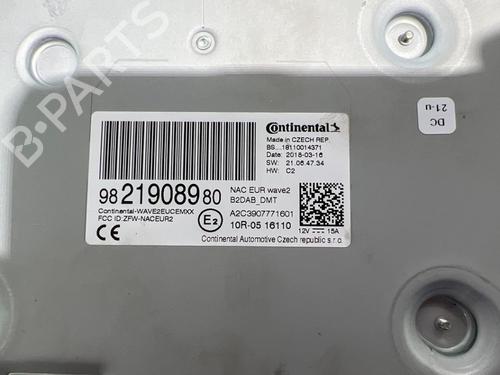 B-PARTS
DC
21-u
Continental
Made in CZECH REP.
BS...:18110014371
Date: 2018-03-16
SW: 21.06.47.34
HW: C2
98 219089 80
NAC EUR wave2
B2DAB_DMT
Continental-WAVE2EUCEMXX
FCC ID:ZFW-NACEUR2
E2
A2C3907771601
10R-05 16110
12V 15A
CE
Continental Automotive Czech republic s.r.o.